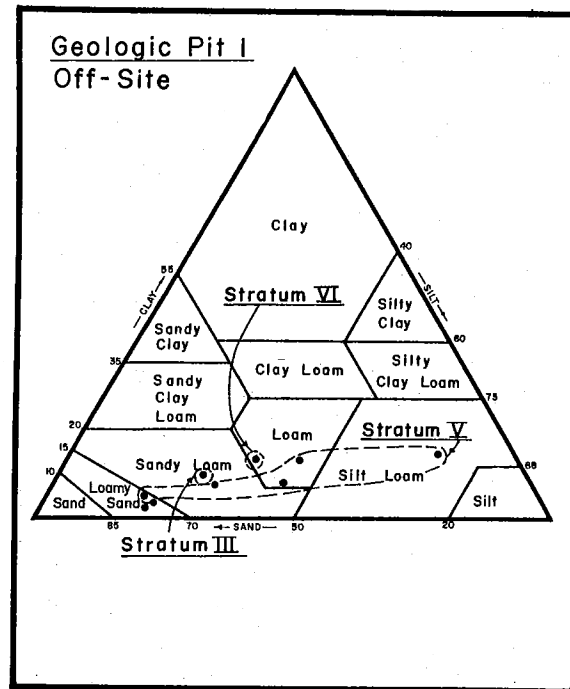 Geologic Pit I
Off-Site
Clay
55
40
CLAY
SILT
Stratum VI
Sandy
Clay
Silty
Clay
60
35
Clay Loam
Silty
Clay Loam
Sandy
Clay
Loam
73
20
Loam
Stratum V
15
Sandy Loam
Silt Loam
10
88
Loamy
Sand
Sand
Silt
85
70
SAND
50
20
Stratum III